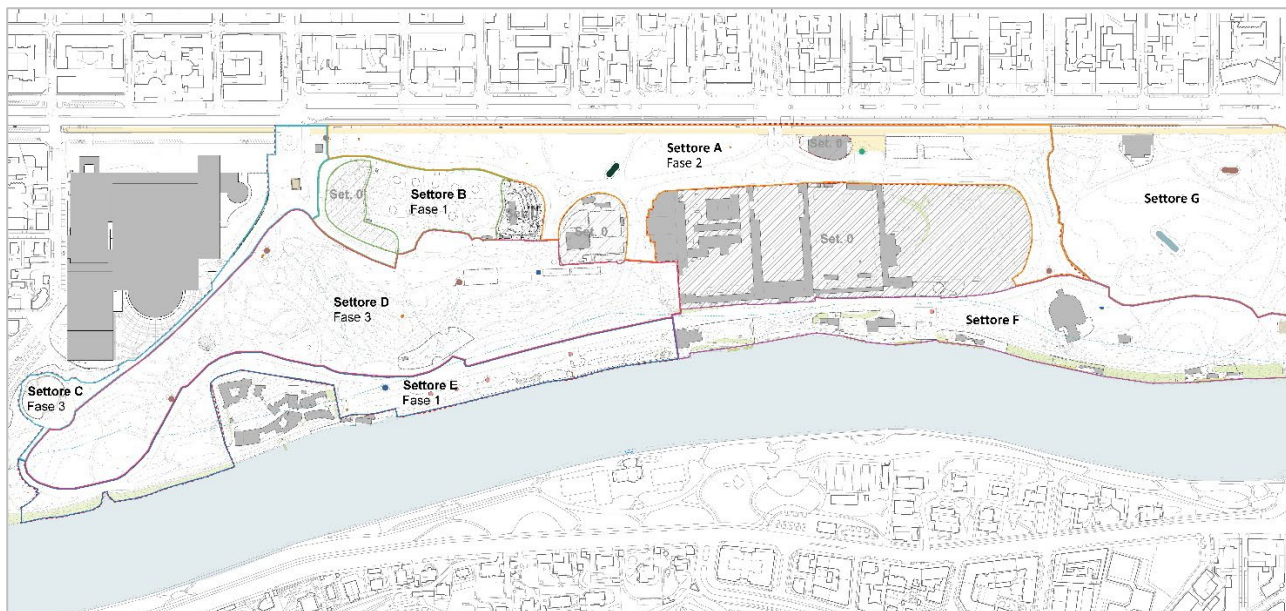 Settore A
Fase 2
Set. 0
Set. 0
Settore B
Fase 1
Settore G
Set. 0
Set. 0
Settore D
Fase 3
Settore F
Settore C
Fase 3
Settore E
Fase 1